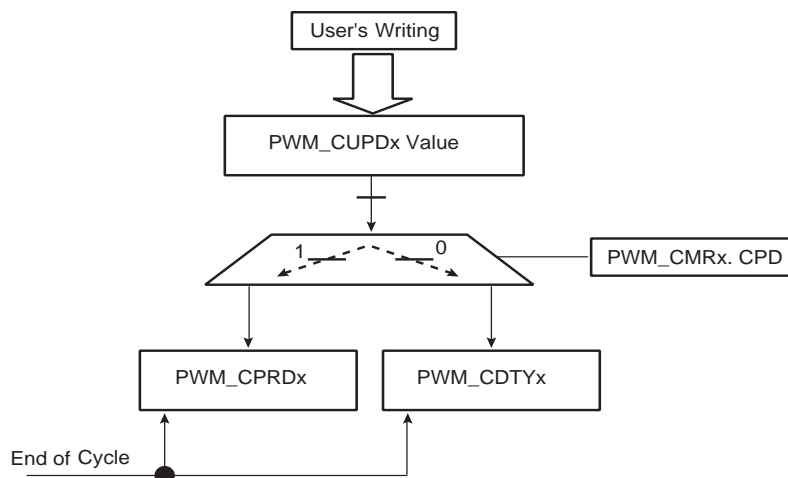 User's Writing
PWM_CUPDx Value
1
0
PWM_CMRx. CPD
PWM_CPRDx
PWM_CDTYx
End of Cycle